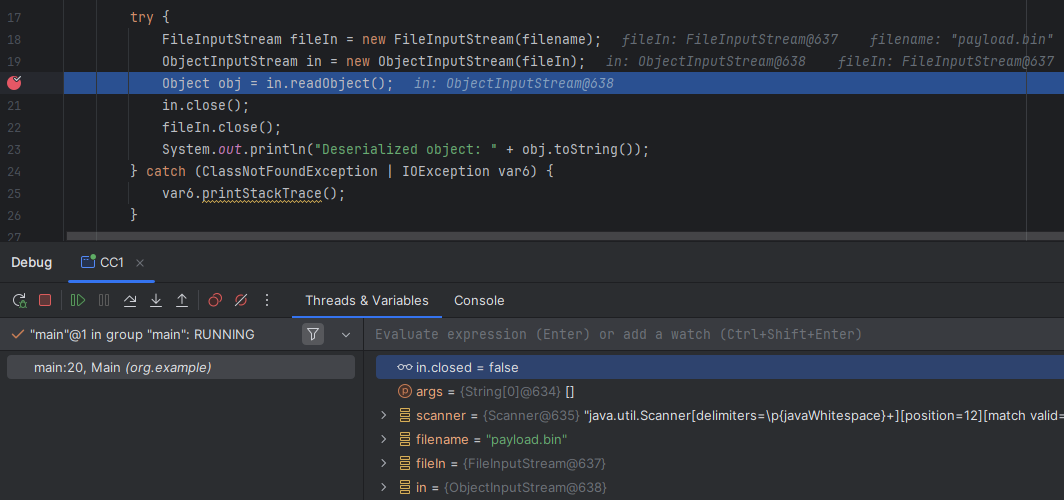 17 try {
18 FileInputStream fileIn = new FileInputStream(filename); fileIn: FileInputStream@637 filename: "payload.bin"
19 ObjectInputStream in = new ObjectInputStream(fileIn); in: ObjectInputStream@638 fileIn: FileInputStream@637
Object obj = in.readObject(); in: ObjectInputStream@638
21 in.close();
22 fileIn.close();
23 System.out.println("Deserialized object: " + obj.toString());
24 } catch (ClassNotFoundException | IOException var6) {
25 var6.printStackTrace();
26 }
27
Debug CC1 ×
Threads & Variables Console
"main"@1 in group "main": RUNNING
Evaluate expression (Enter) or add a watch (Ctrl+Shift+Enter)
main:20, Main (org.example)
in.closed = false
args = {String[0]@634} []
scanner = {Scanner@635} "java.util.Scanner[delimiters=\p{javaWhitespace}+][position=12][match valid=
filename = "payload.bin"
fileIn = {FileInputStream@637}
in = {ObjectInputStream@638}